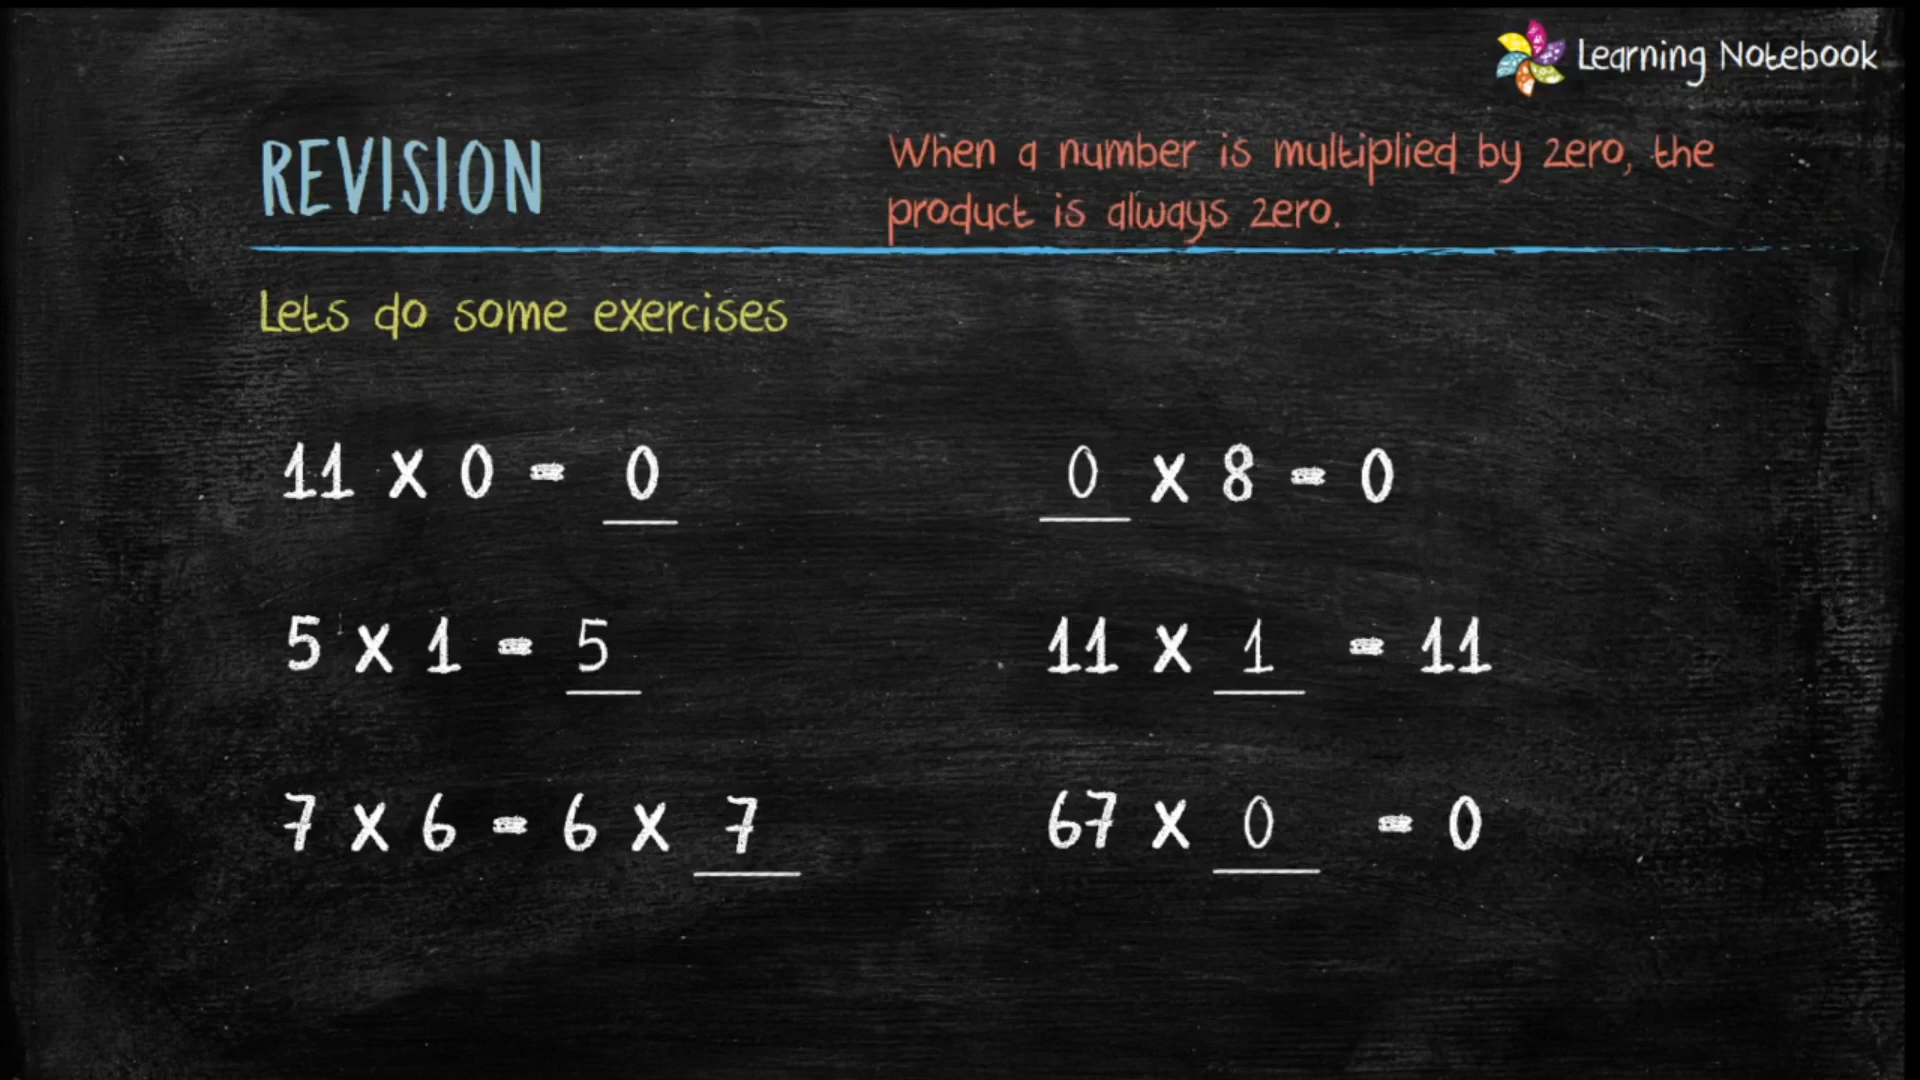 Learning Notebook
REVISION
When a number is multiplied by zero, the
product is always zero.
Lets do some exercises
11 x 0 = 0
0 x 8 = 0
5 x 1 = 5
11 x 1 = 11
7 x 6 = 6 x 7
67 x 0 = 0